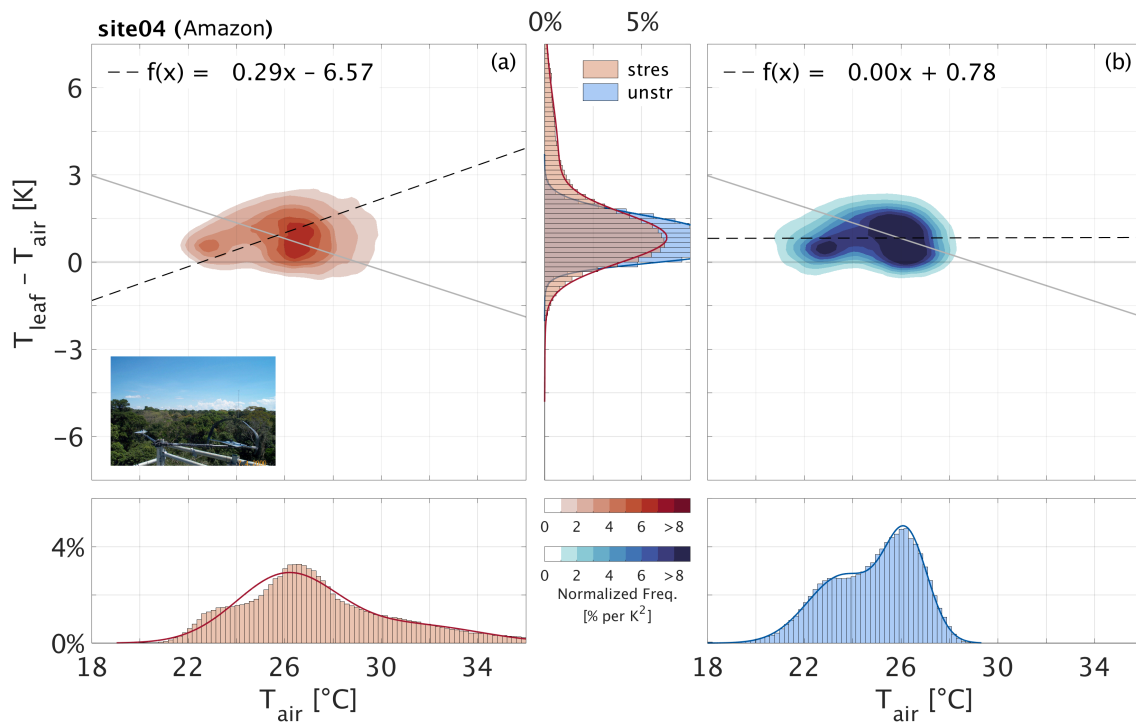 site04 (Amazon)
0% 5%
f(x) = 0.29x − 6.57 (a)
stres
unstr
f(x) = 0.00x + 0.78 (b)
6
3
0
−3
−6
T_leaf − T_air [K]
4%
0%
0 2 4 6 >8
0 2 4 6 >8
Normalized Freq.
[% per K²]
18 22 26 30 34
18 22 26 30 34
T_air [°C]
T_air [°C]